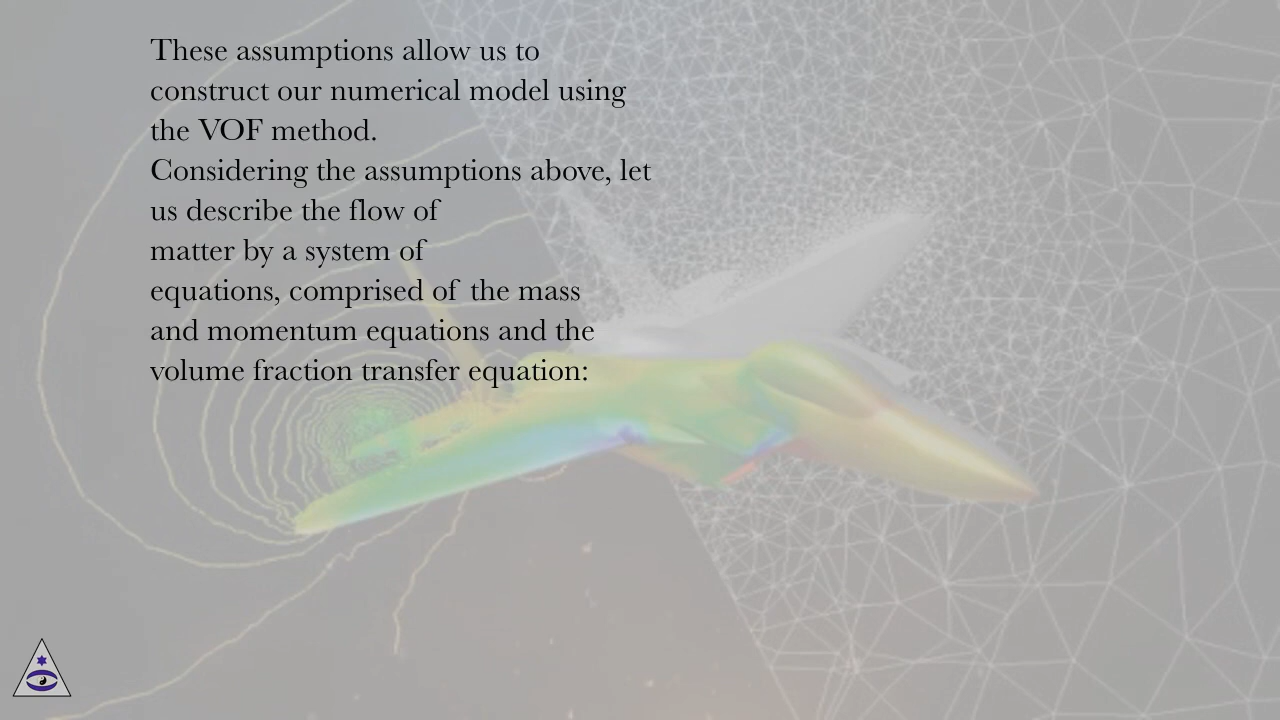 These assumptions allow us to
construct our numerical model using
the VOF method.
Considering the assumptions above, let
us describe the flow of
matter by a system of
equations, comprised of the mass
and momentum equations and the
volume fraction transfer equation: